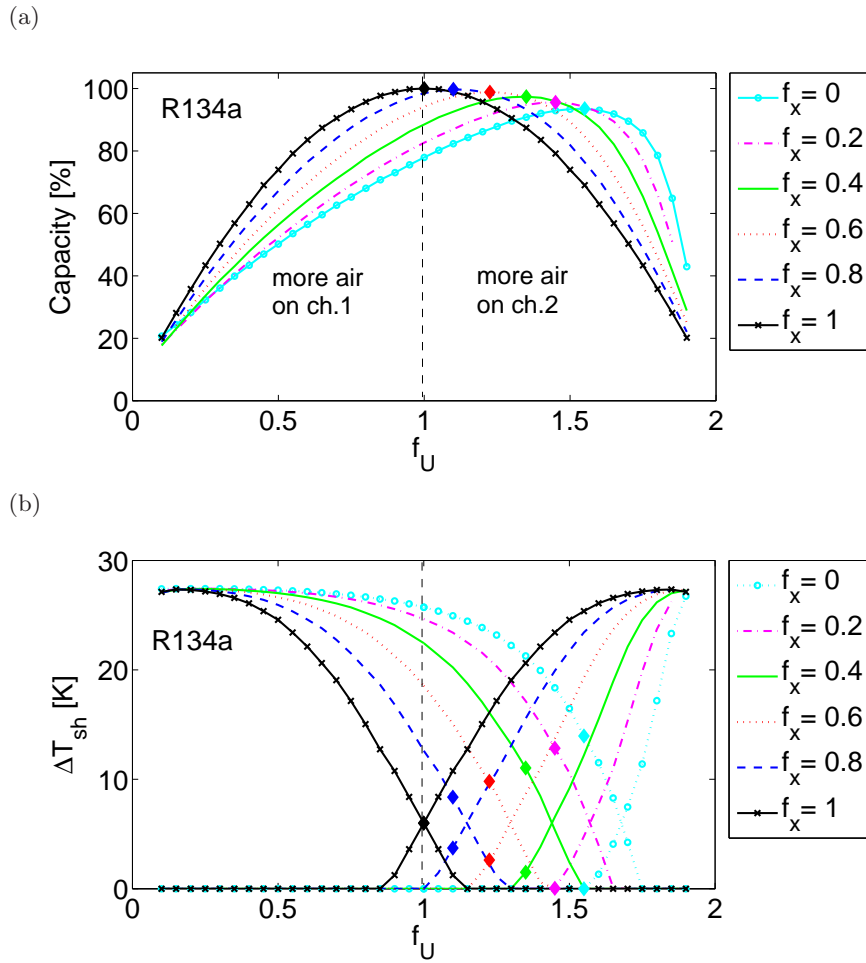 (a)
R134a
more air
on ch.1
more air
on ch.2
Capacity [%]
100
80
60
40
20
0
0
0.5
1
1.5
2
f_U
f_x = 0
f_x = 0.2
f_x = 0.4
f_x = 0.6
f_x = 0.8
f_x = 1
(b)
R134a
ΔT_sh [K]
30
20
10
0
0
0.5
1
1.5
2
f_U
f_x = 0
f_x = 0.2
f_x = 0.4
f_x = 0.6
f_x = 0.8
f_x = 1